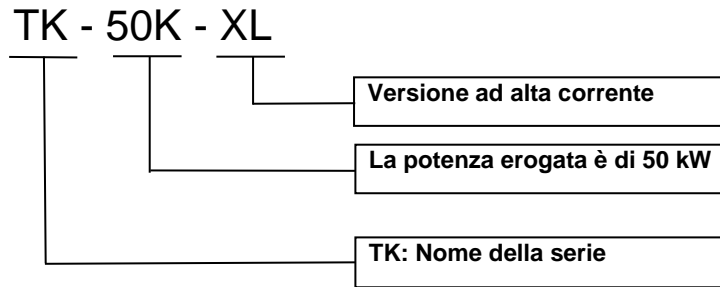 TK - 50K - XL
Versione ad alta corrente
La potenza erogata è di 50 kW
TK: Nome della serie